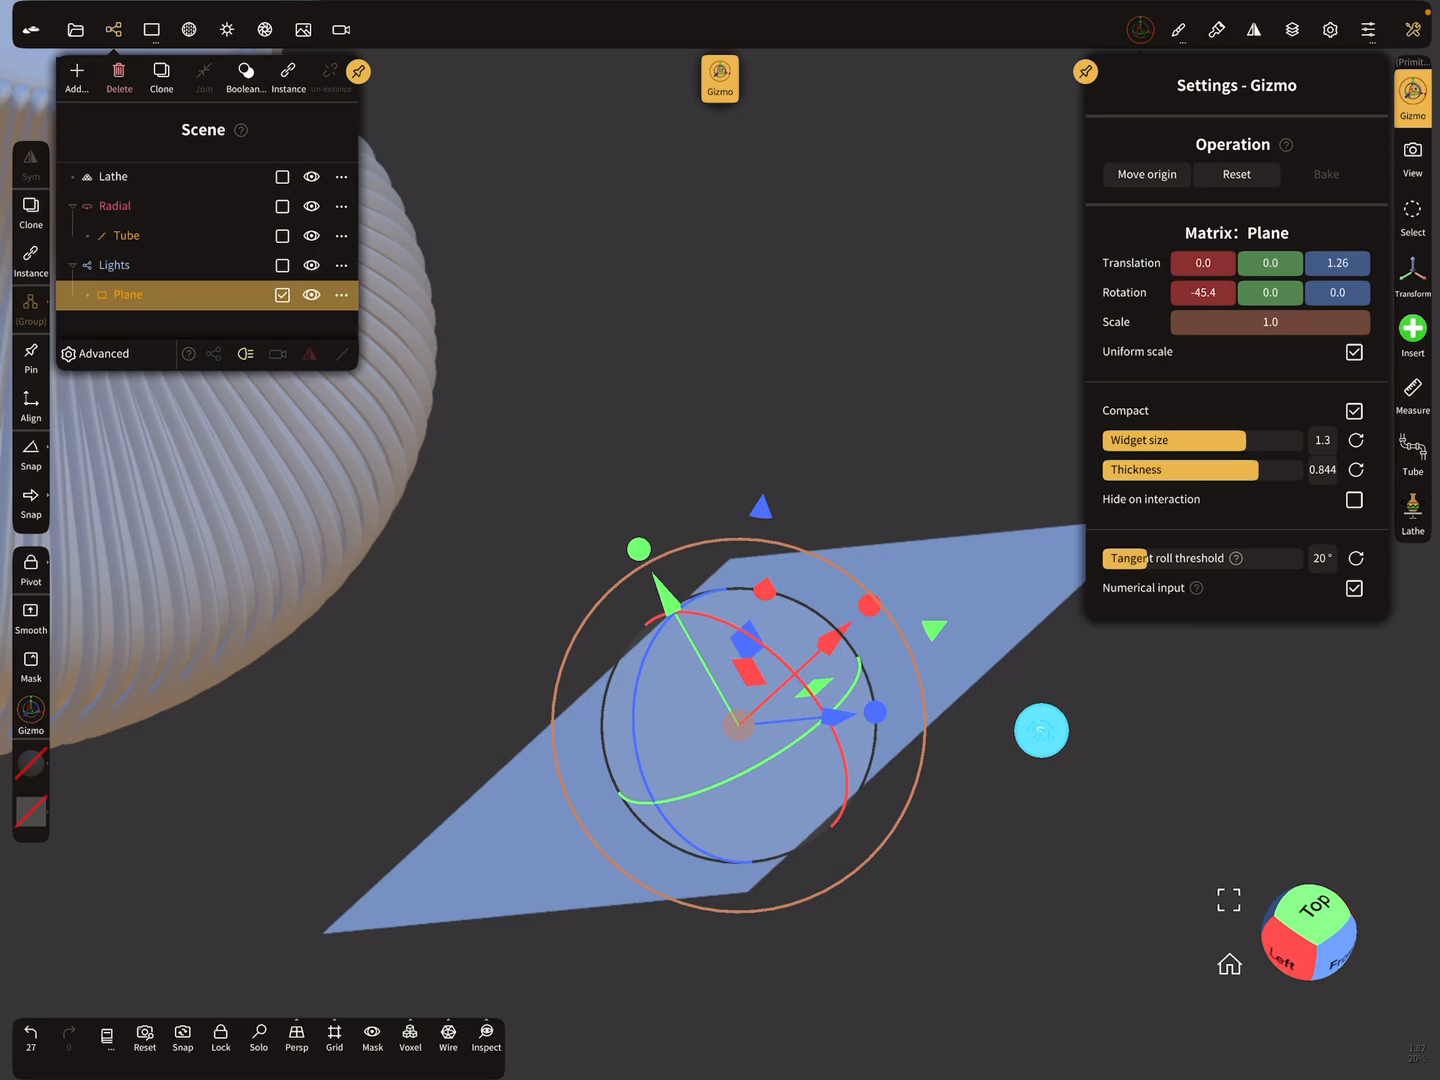 Add...
Delete
Clone
Join
Boolean...
Instance
Un-instance
Scene
Lathe
Radial
Tube
Lights
Plane
Advanced
Sym
Clone
Instance
(Group)
Pin
Align
Snap
Snap
Pivot
Smooth
Mask
Gizmo
Gizmo
Settings - Gizmo
Operation
Move origin
Reset
Bake
Matrix: Plane
Translation 0.0 0.0 1.26
Rotation -45.4 0.0 0.0
Scale 1.0
Uniform scale
Compact
Widget size 1.3
Thickness 0.844
Hide on interaction
Tangent roll threshold 20 °
Numerical input
(Primit...
Gizmo
View
Select
Transform
Insert
Measure
Tube
Lathe
Top
Left
Fro
27
0
...
Reset
Snap
Lock
Solo
Persp
Grid
Mask
Voxel
Wire
Inspect
1.82
20%